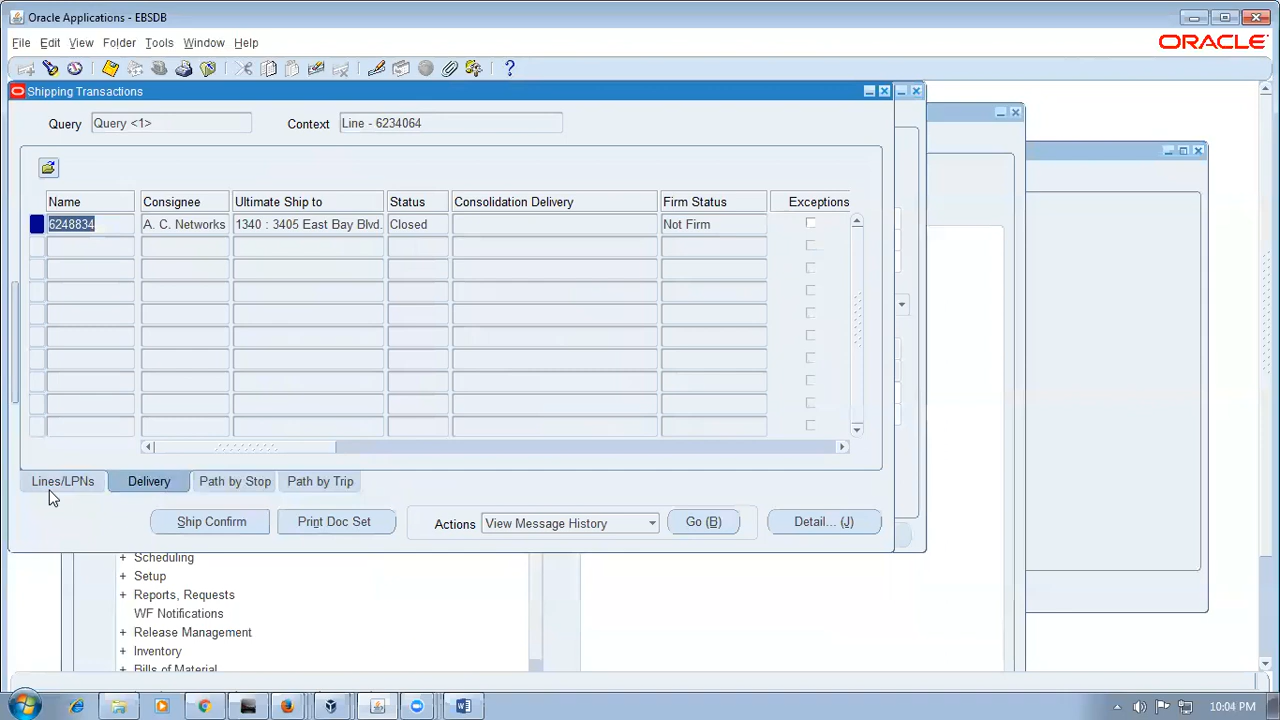 Oracle Applications - EBSDB
File Edit View Folder Tools Window Help
ORACLE
Shipping Transactions
Query Query <1> Context Line - 6234064
Name Consignee Ultimate Ship to Status Consolidation Delivery Firm Status Exceptions
6248834 A. C. Networks 1340 : 3405 East Bay Blvd. Closed Not Firm
Lines/LPNs Delivery Path by Stop Path by Trip
Ship Confirm Print Doc Set Actions View Message History Go (B) Detail... (J)
+ Scheduling
+ Setup
+ Reports, Requests
WF Notifications
+ Release Management
+ Inventory
+ Bills of Material
10:04 PM